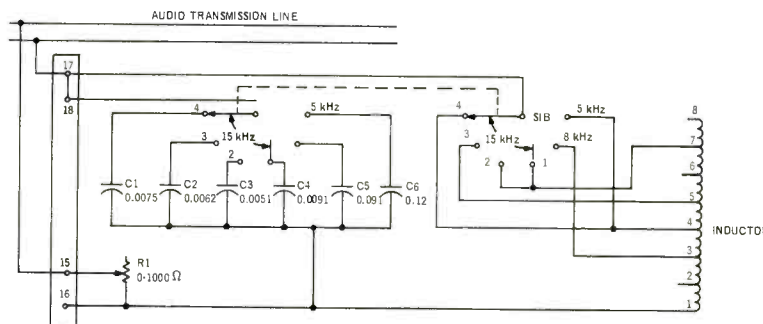 AUDIO TRANSMISSION LINE
17
18
4
5 kHz
3
15 kHz
2
C1
0.0075
C2
0.0062
C3
0.0051
C4
0.0091
C5
0.091
C6
0.12
15
R1
0-1000 Ω
16
4
SIB
5 kHz
3
15 kHz
8 kHz
2
1
8
7
6
5
4
3
2
1
INDUCTO